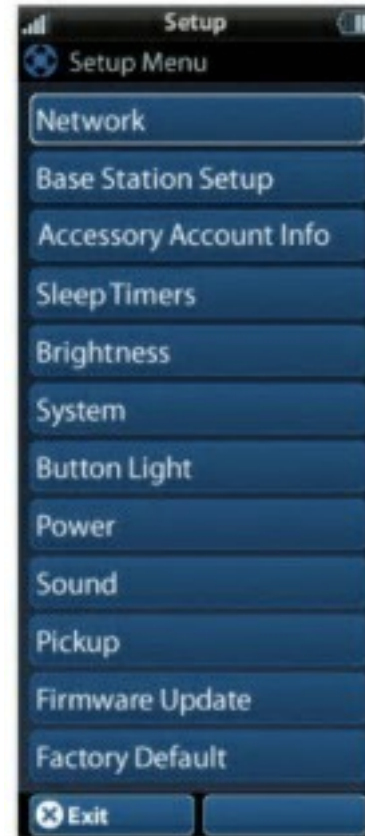 Setup
Setup Menu
Network
Base Station Setup
Accessory Account Info
Sleep Timers
Brightness
System
Button Light
Power
Sound
Pickup
Firmware Update
Factory Default
Exit